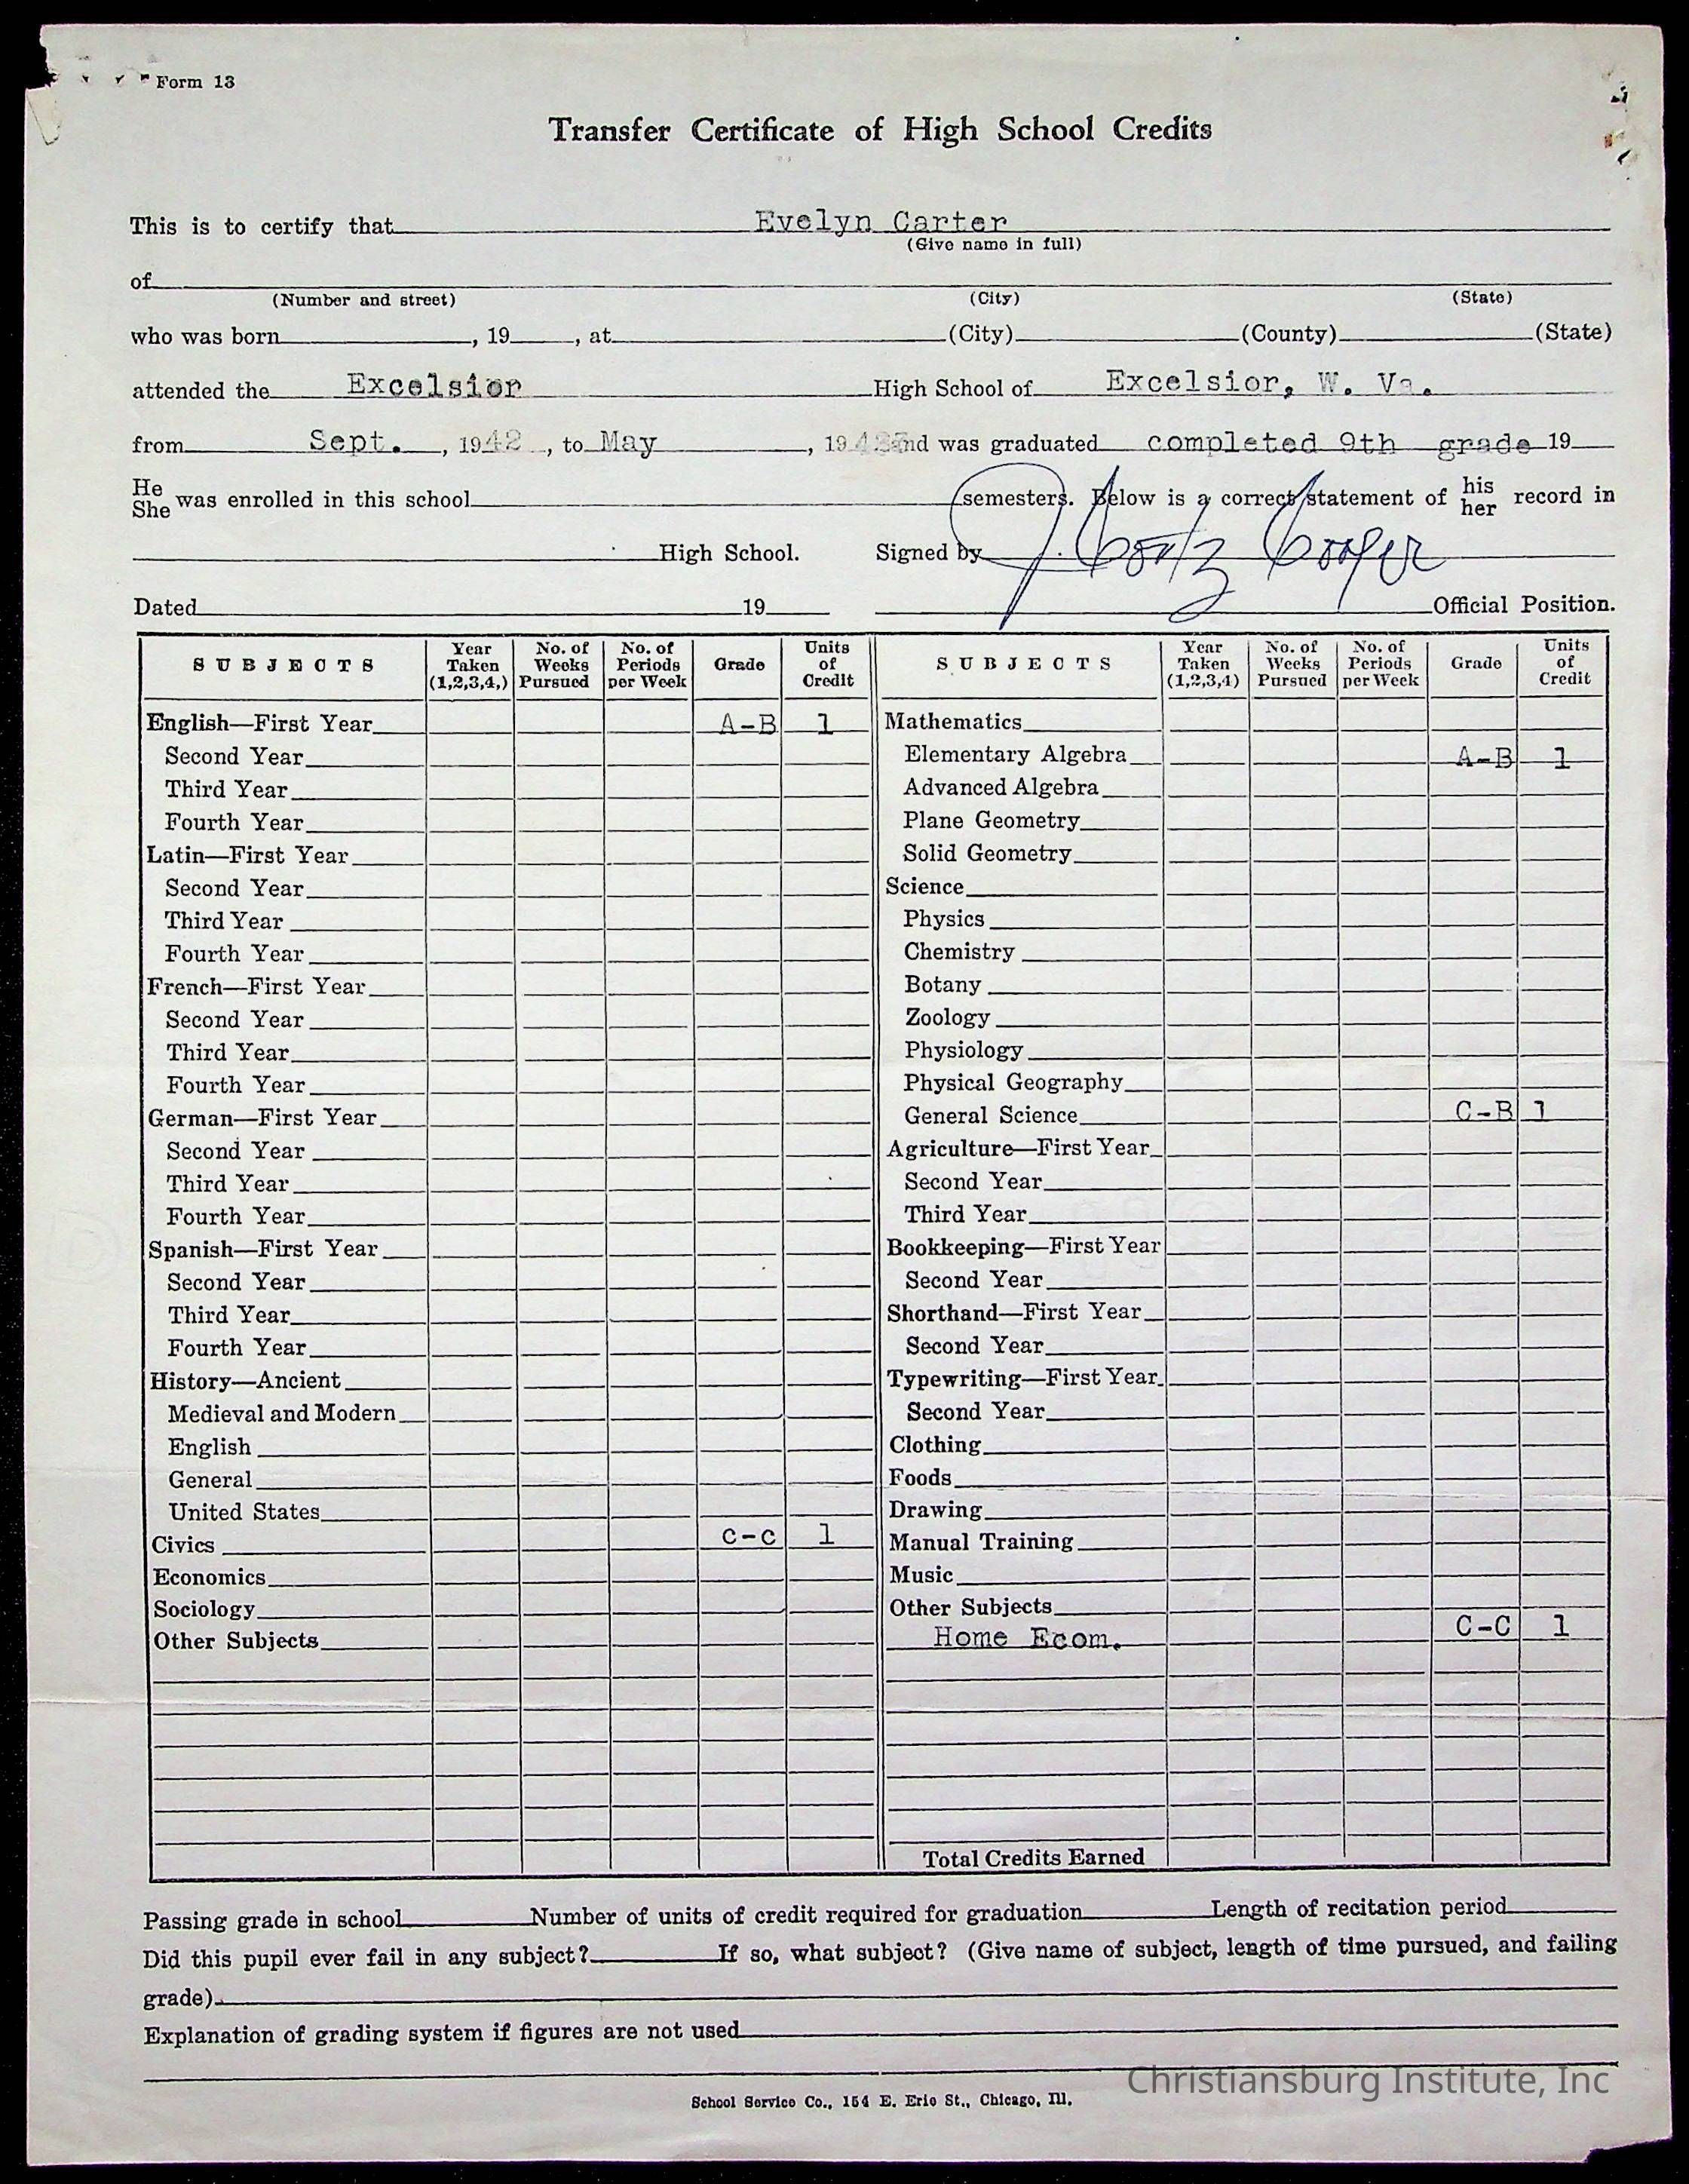 Form 13
Transfer Certificate of High School Credits
This is to certify that Evelyn Carter
(Give name in full)
of
(Number and street) (City) (State)
who was born , 19 , at (City) (County) (State)
attended the Excelsior High School of Excelsior, W. Va.
from Sept. , 1942 , to May , 19 and was graduated completed 9th grade 19
He She was enrolled in this school semesters. Below is a correct statement of his her record in
High School. Signed by Cooper
Dated 19 Official Position.
SUBJECTS Year Taken (1,2,3,4,) No. of Weeks Pursued No. of Periods per Week Grade Units of Credit SUBJECTS Year Taken (1,2,3,4) No. of Weeks Pursued No. of Periods per Week Grade Units of Credit
English—First Year A-B 1 Mathematics
Second Year Elementary Algebra A-B 1
Third Year Advanced Algebra
Fourth Year Plane Geometry
Latin—First Year Solid Geometry
Second Year Science
Third Year Physics
Fourth Year Chemistry
French—First Year Botany
Second Year Zoology
Third Year Physiology
Fourth Year Physical Geography
German—First Year General Science C-B 1
Second Year Agriculture—First Year
Third Year Second Year
Fourth Year Third Year
Spanish—First Year Bookkeeping—First Year
Second Year Second Year
Third Year Shorthand—First Year
Fourth Year Second Year
History—Ancient Typewriting—First Year
Medieval and Modern Second Year
English Clothing
General Foods
United States Drawing
Civics C-C 1 Manual Training
Economics Music
Sociology Other Subjects
Other Subjects Home Ecom. C-C 1
Total Credits Earned
Passing grade in school Number of units of credit required for graduation Length of recitation period
Did this pupil ever fail in any subject? If so, what subject? (Give name of subject, length of time pursued, and failing
grade)
Explanation of grading system if figures are not used
Christiansburg Institute, Inc
School Service Co., 154 E. Erie St., Chicago, Ill.